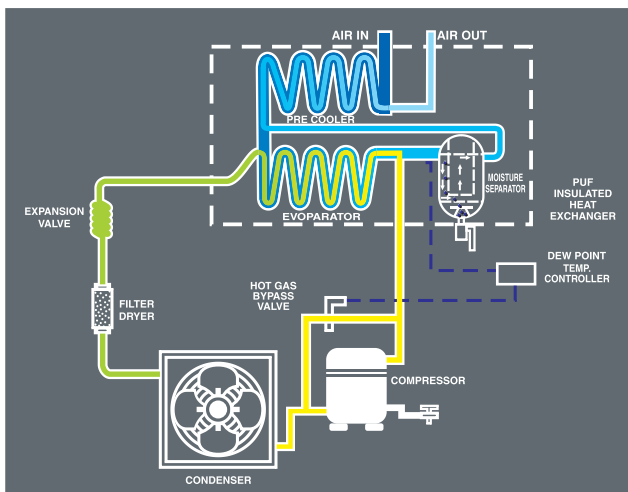 AIR IN
AIR OUT
PRE COOLER
MOISTURE
SEPARATOR
EVOPARATOR
PUF
INSULATED
HEAT
EXCHANGER
EXPANSION
VALVE
DEW POINT
TEMP.
CONTROLLER
HOT GAS
BYPASS
VALVE
FILTER
DRYER
COMPRESSOR
CONDENSER